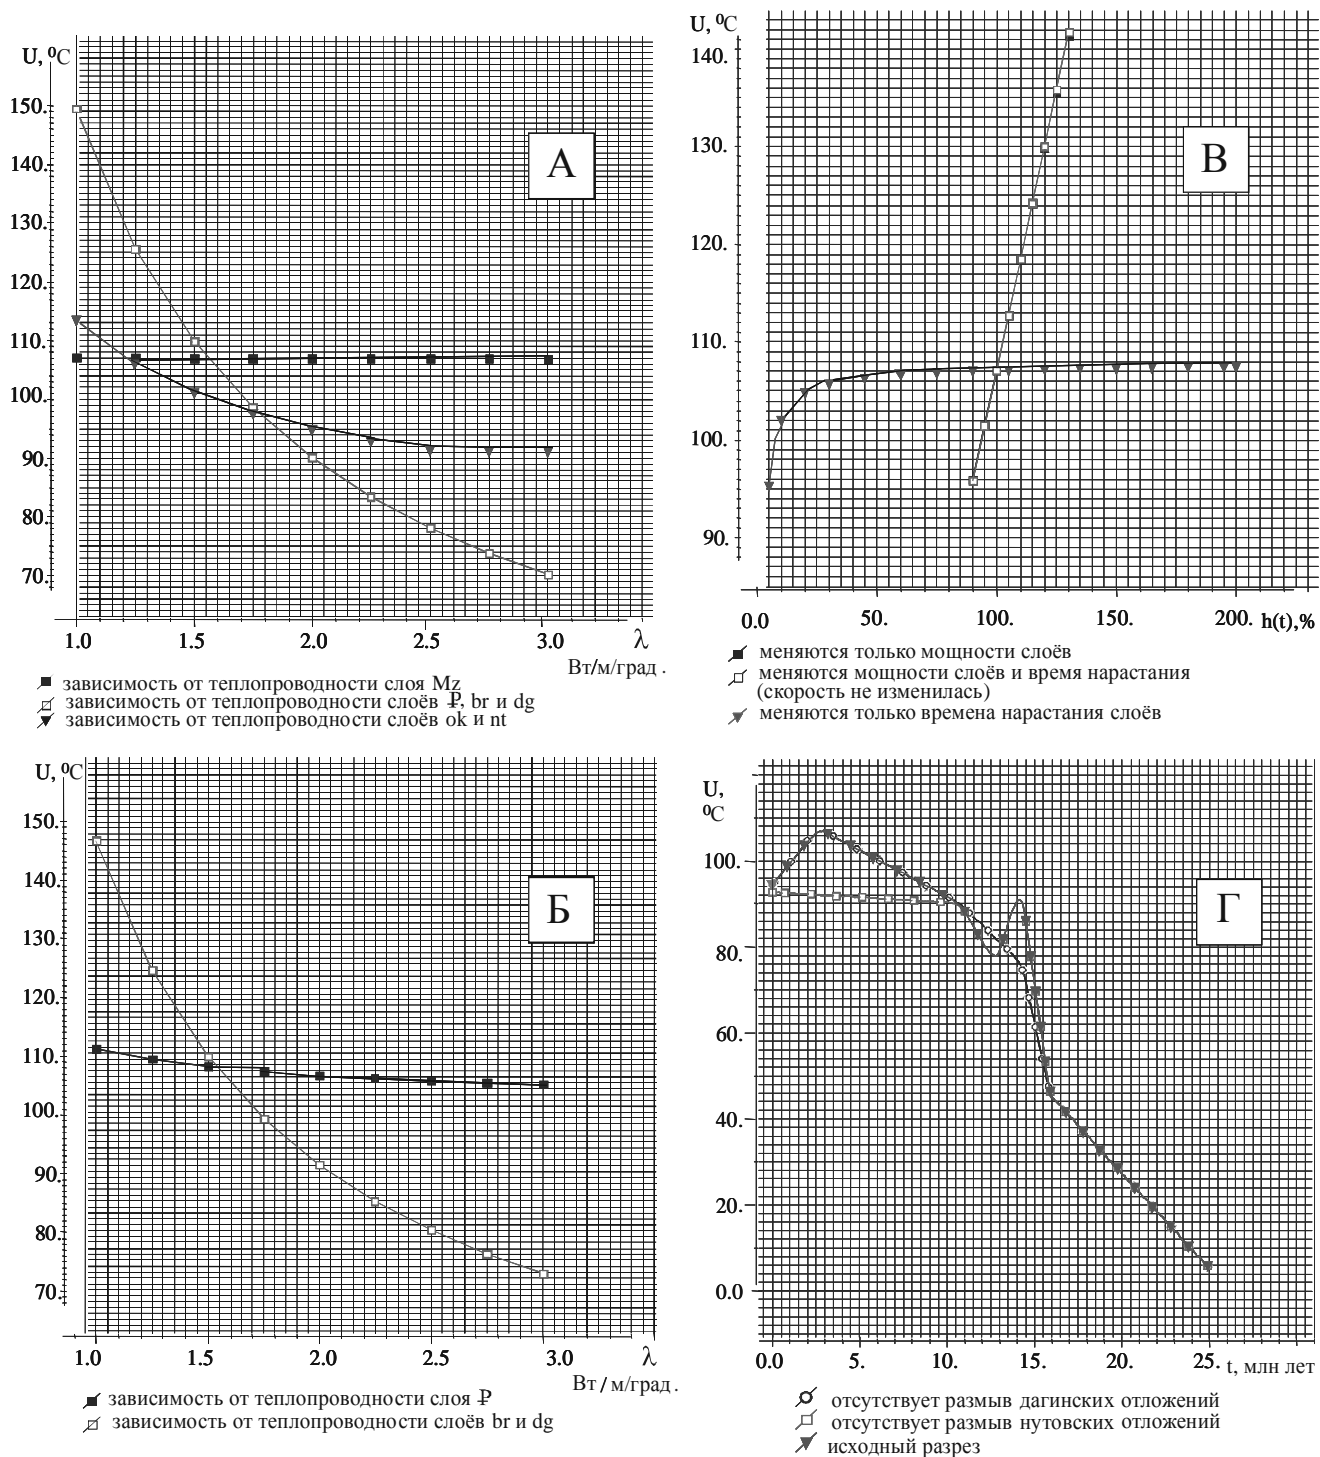 U, ⁰C
150.
140.
130.
120.
110.
100.
90.
80.
70.
А
1.0 1.5 2.0 2.5 3.0 λ
Вт/м/град .
зависимость от теплопроводности слоя Mz
зависимость от теплопроводности слоёв ₽, br и dg
зависимость от теплопроводности слоёв ok и nt
U, ⁰C
140.
130.
120.
110.
100.
90.
В
0.0 50. 100. 150. 200. h(t),%
меняются только мощности слоёв
меняются мощности слоёв и время нарастания
(скорость не изменилась)
меняются только времена нарастания слоёв
U, ⁰C
150.
140.
130.
120.
110.
100.
90.
80.
70.
Б
1.0 1.5 2.0 2.5 3.0 λ
Вт / м/град .
зависимость от теплопроводности слоя ₽
зависимость от теплопроводности слоёв br и dg
U,
⁰C
100.
80.
60.
40.
20.
0.0
Г
0.0 5. 10. 15. 20. 25. t, млн лет
отсутствует размыв дагинских отложений
отсутствует размыв нутовских отложений
исходный разрез